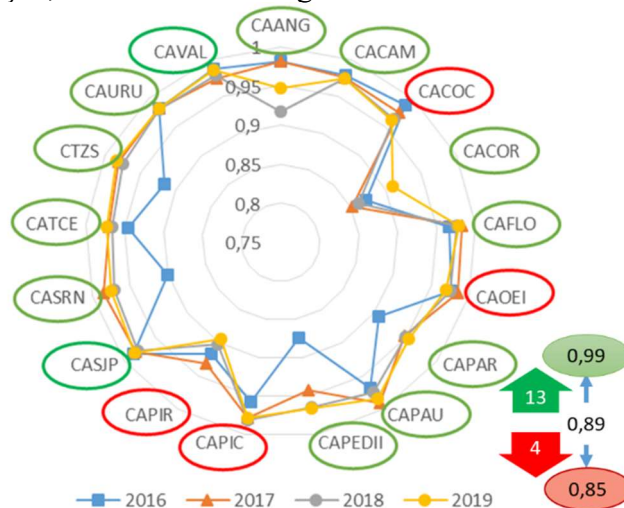 CAANG
CAVAL
CACAM
CAURU
CACOC
CTZS
CACOR
CATCE
CAFLO
CASRN
CAOEI
CASJP
CAPAR
CAPIR
CAPAU
CAPIC
CAPEDII
1
0,95
0,9
0,85
0,8
0,75
0,99
13
0,89
4
0,85
2016 2017 2018 2019